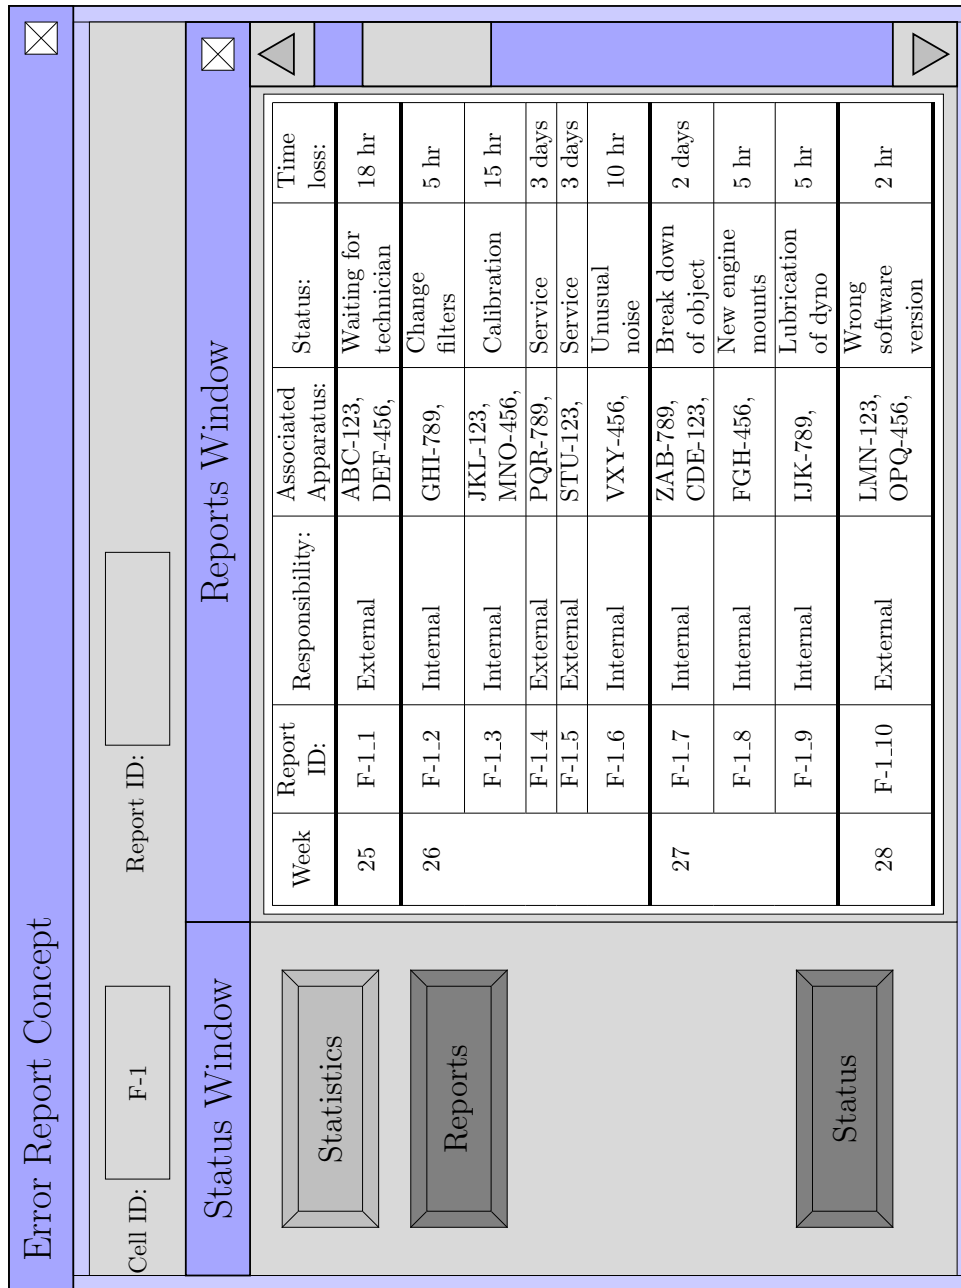 Error Report Concept
Cell ID: F-1 Report ID:
Status Window
Reports Window
Statistics
Reports
Status
Week Report ID: Responsibility: Associated Apparatus: Status: Time loss:
25 F-1_1 External ABC-123, DEF-456, Waiting for technician 18 hr
26 F-1_2 Internal GHI-789, Change filters 5 hr
F-1_3 Internal JKL-123, MNO-456, Calibration 15 hr
F-1_4 External PQR-789, Service 3 days
F-1_5 External STU-123, Service 3 days
F-1_6 Internal VXY-456, Unusual noise 10 hr
27 F-1_7 Internal ZAB-789, CDE-123, Break down of object 2 days
F-1_8 Internal FGH-456, New engine mounts 5 hr
F-1_9 Internal IJK-789, Lubrication of dyno 5 hr
28 F-1_10 External LMN-123, OPQ-456, Wrong software version 2 hr